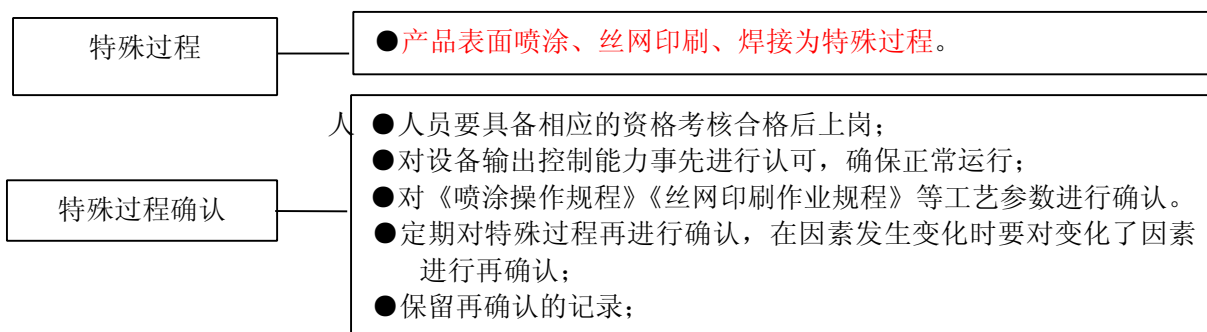 特殊过程
●产品表面喷涂、丝网印刷、焊接为特殊过程。
人
●人员要具备相应的资格考核合格后上岗；
●对设备输出控制能力事先进行认可，确保正常运行；
特殊过程确认
●对《喷涂操作规程》《丝网印刷作业规程》等工艺参数进行确认。
●定期对特殊过程再进行确认，在因素发生变化时要对变化了因素
进行再确认；
●保留再确认的记录；